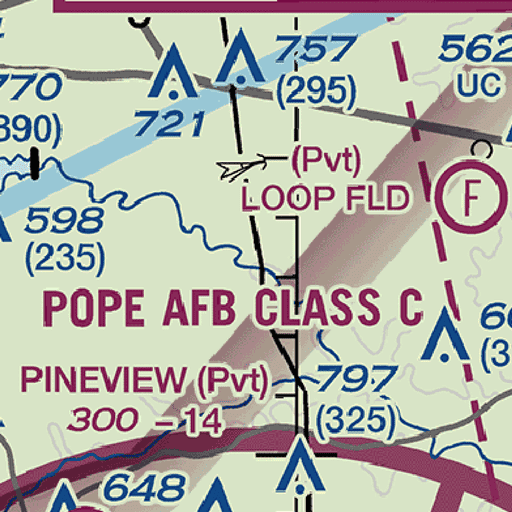 757
(295)
562
UC
770
890)
721
(Pvt)
LOOP FLD
F
598
(235)
POPE AFB CLASS C
PINEVIEW (Pvt)
300 - 14
797
(325)
648